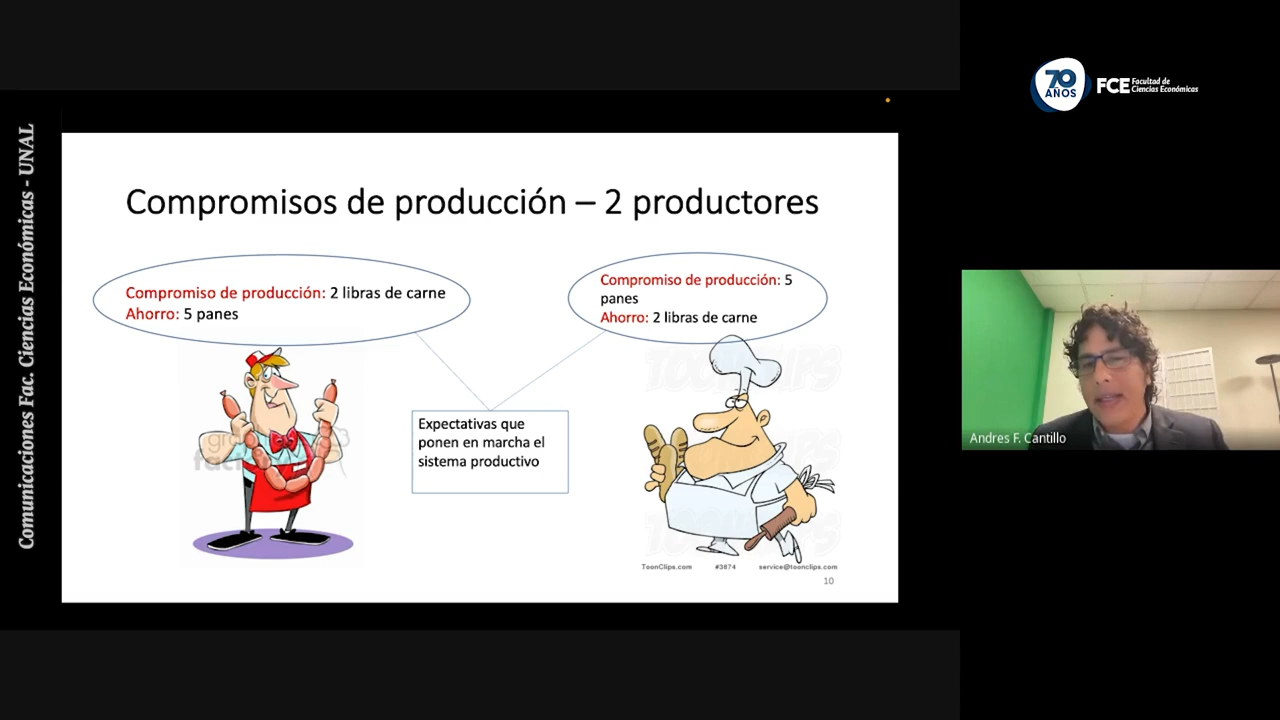 Comunicaciones Fac. Ciencias Económicas - UNAL
70
AÑOS
FCE
Facultad de
Ciencias Económicas
Compromisos de producción – 2 productores
Compromiso de producción: 2 libras de carne
Ahorro: 5 panes
Compromiso de producción: 5
panes
Ahorro: 2 libras de carne
Expectativas que
ponen en marcha el
sistema productivo
TOONCLIPS
ToonClips.com #3874 service@toonclips.com
10
Andres F. Cantillo